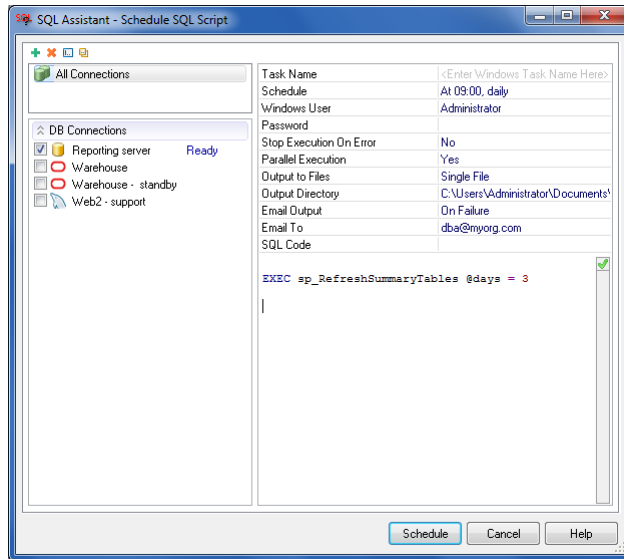 SQL Assistant - Schedule SQL Script
All Connections
DB Connections
Reporting server Ready
Warehouse
Warehouse - standby
Web2 - support
Task Name <Enter Windows Task Name Here>
Schedule At 09:00, daily
Windows User Administrator
Password
Stop Execution On Error No
Parallel Execution Yes
Output to Files Single File
Output Directory C:\Users\Administrator\Documents\
Email Output On Failure
Email To dba@myorg.com
SQL Code
EXEC sp_RefreshSummaryTables @days = 3
Schedule Cancel Help